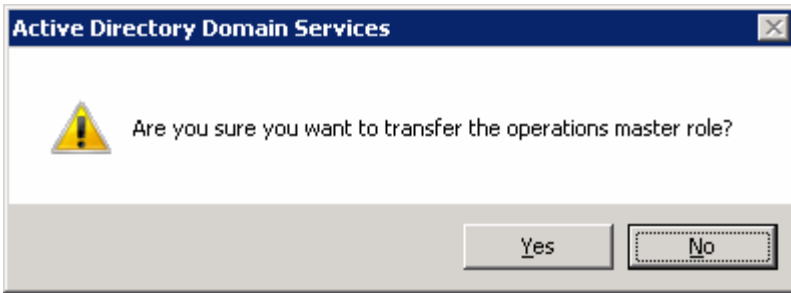 Active Directory Domain Services
Are you sure you want to transfer the operations master role?
Yes
No